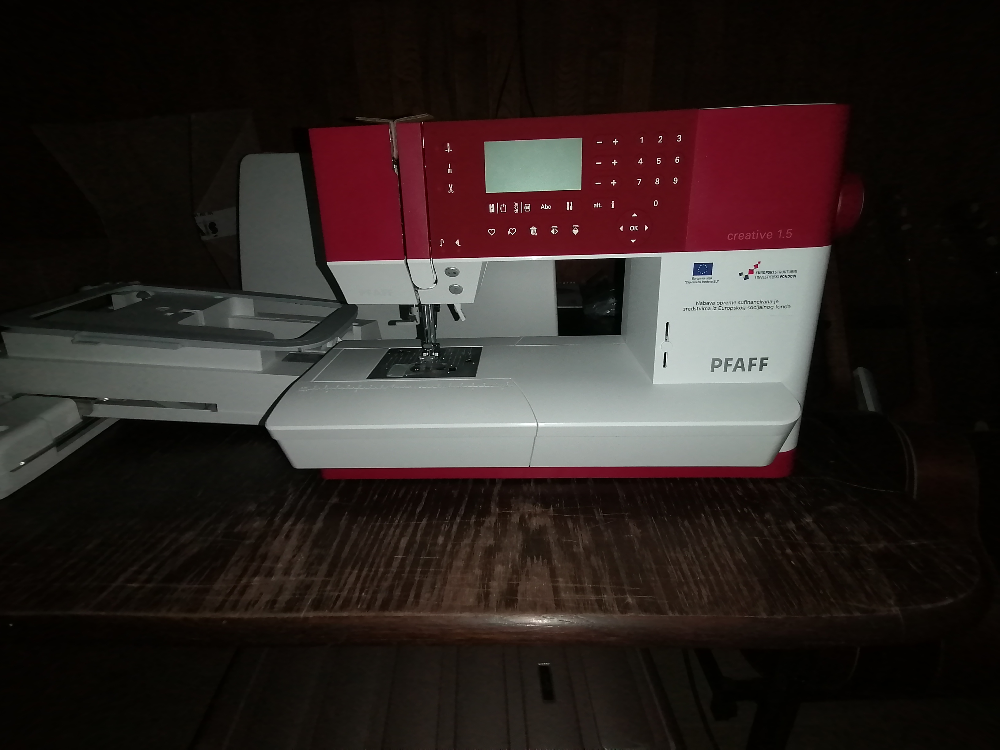 - + 1 2 3
- + 4 5 6
- + 7 8 9
Abc alt. i 0
OK
creative 1.5
Europska unija
"Zajedno do fondova EU"
EUROPSKI STRUKTURNI
I INVESTICIJSKI FONDOVI
Nabava opreme sufinancirana je
sredstvima iz Europskog socijalnog fonda
PFAFF
PFAFF